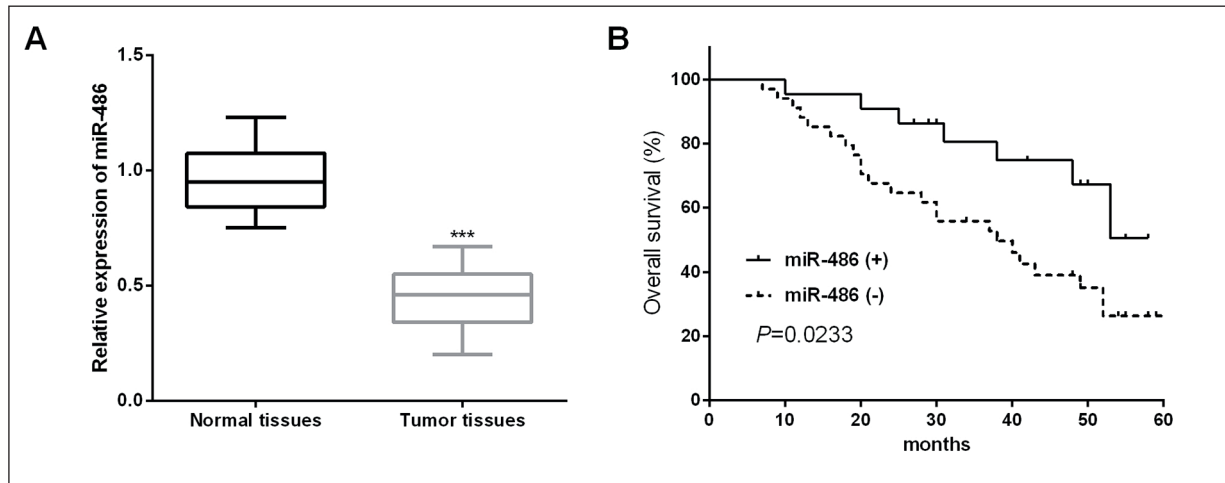 A
Relative expression of miR-486
1.5
1.0
0.5
0.0
***
Normal tissues
Tumor tissues
B
Overall survival (%)
100
80
60
40
20
0
miR-486 (+)
miR-486 (-)
P=0.0233
0
10
20
30
40
50
60
months